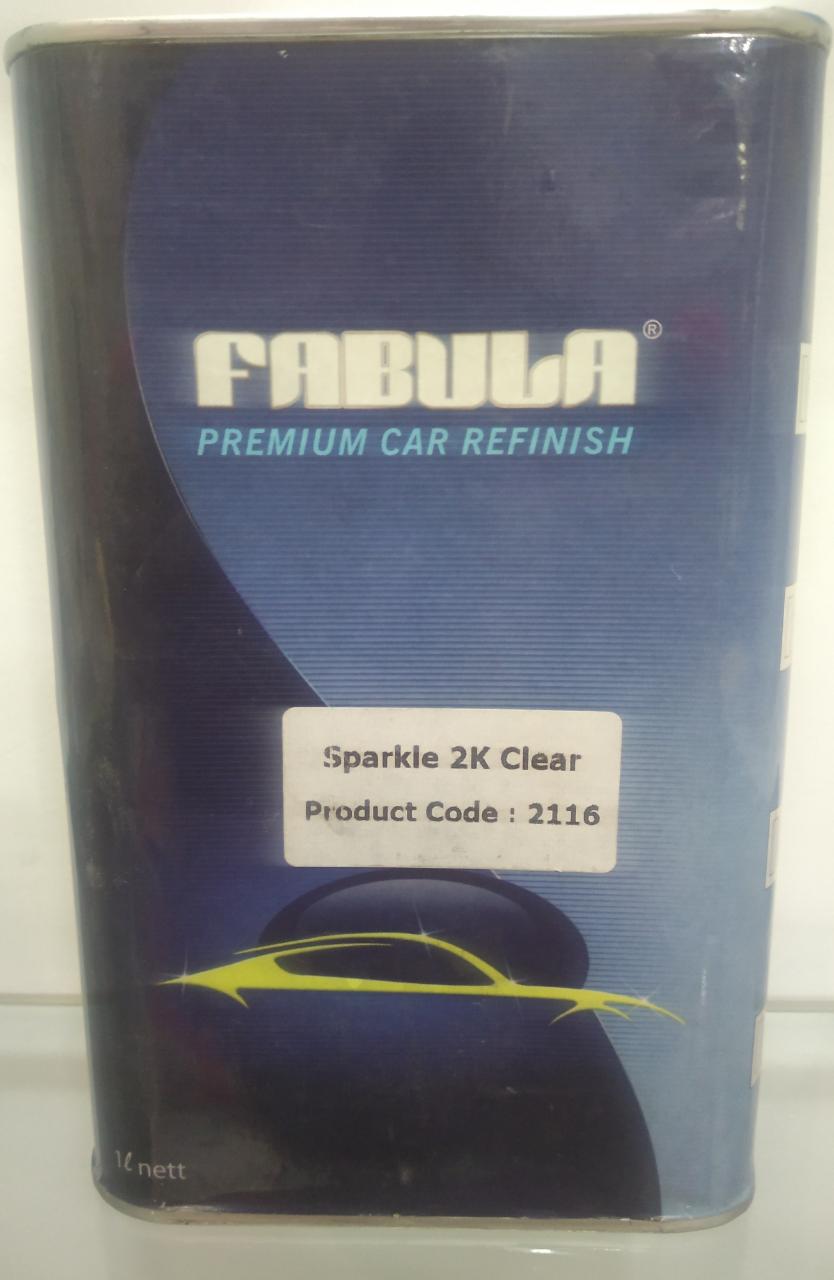 FABULA®
PREMIUM CAR REFINISH
Sparkle 2K Clear
Product Code : 2116
1ℓ nett